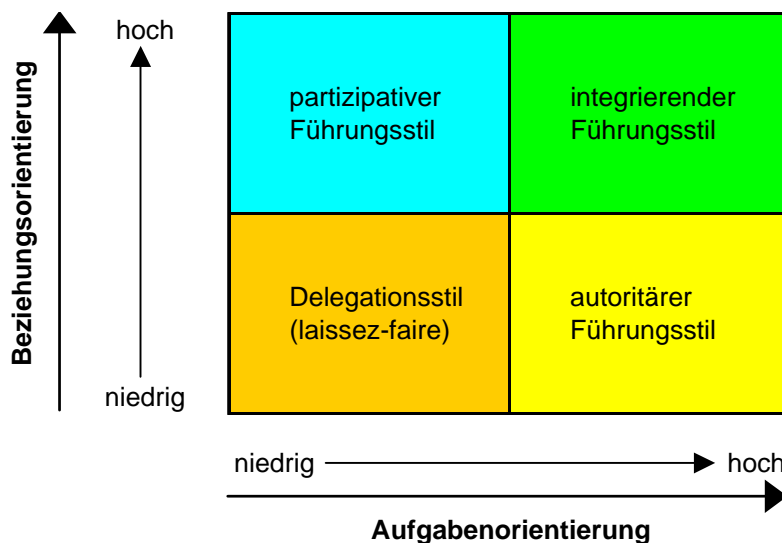 hoch
Beziehungsorientierung
niedrig
partizipativer
Führungsstil
integrierender
Führungsstil
Delegationsstil
(laissez-faire)
autoritärer
Führungsstil
niedrig
hoch
Aufgabenorientierung